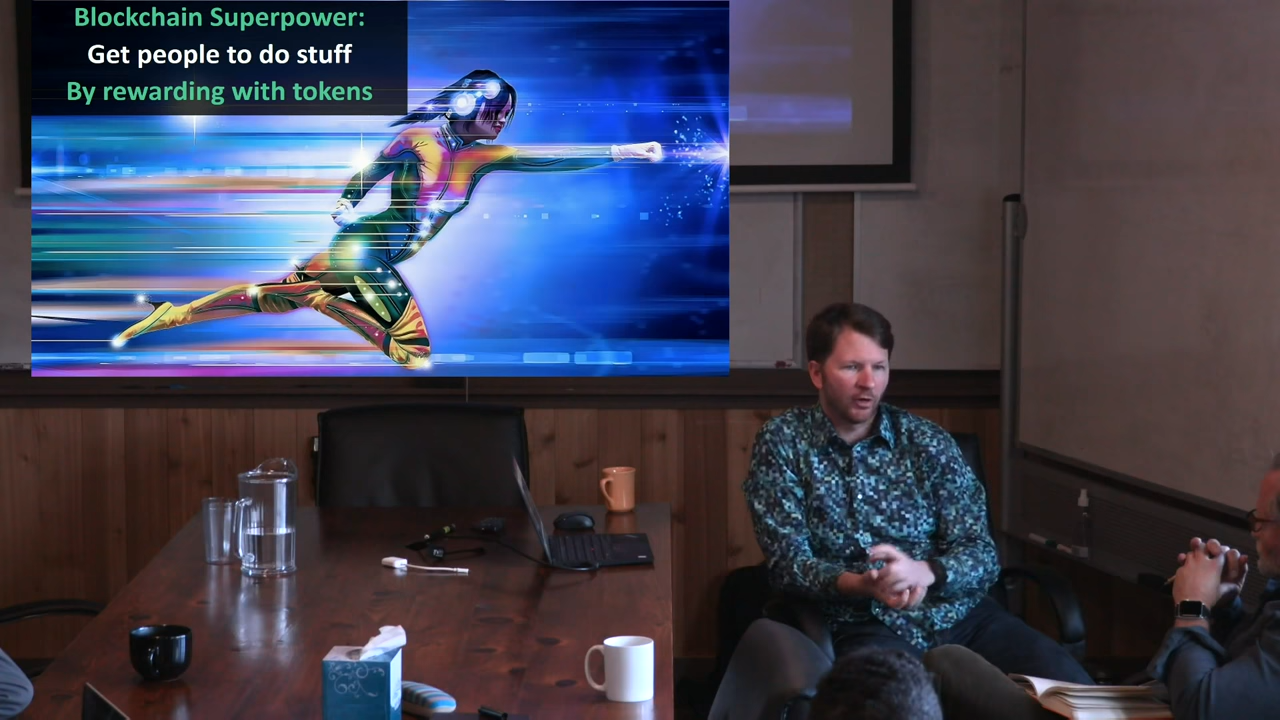 Blockchain Superpower:
Get people to do stuff
By rewarding with tokens